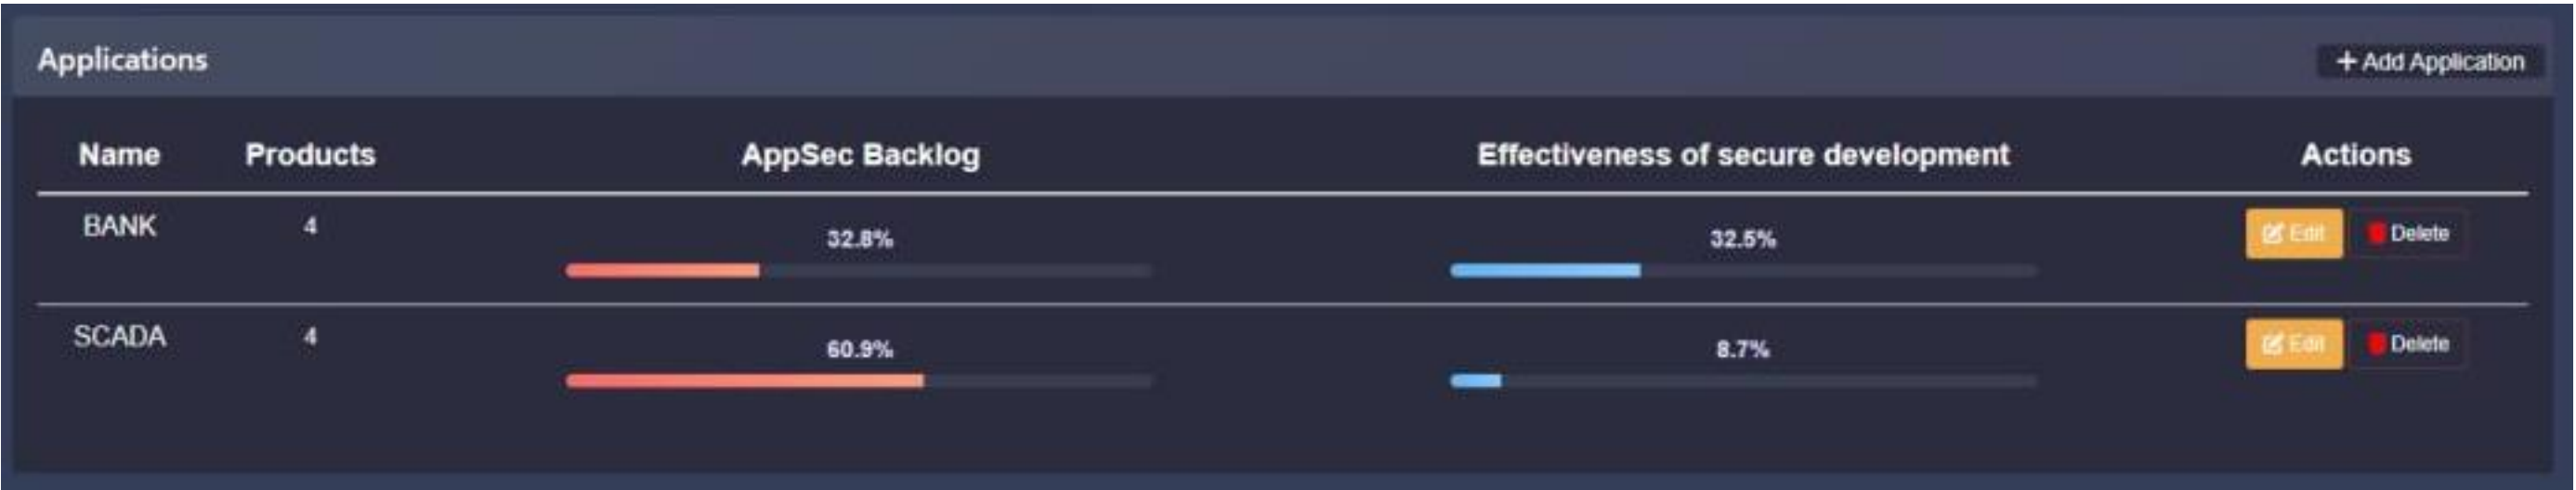 Applications
+ Add Application
Name Products AppSec Backlog Effectiveness of secure development Actions
BANK 4 32.8% 32.5% Edit Delete
SCADA 4 60.9% 8.7% Edit Delete